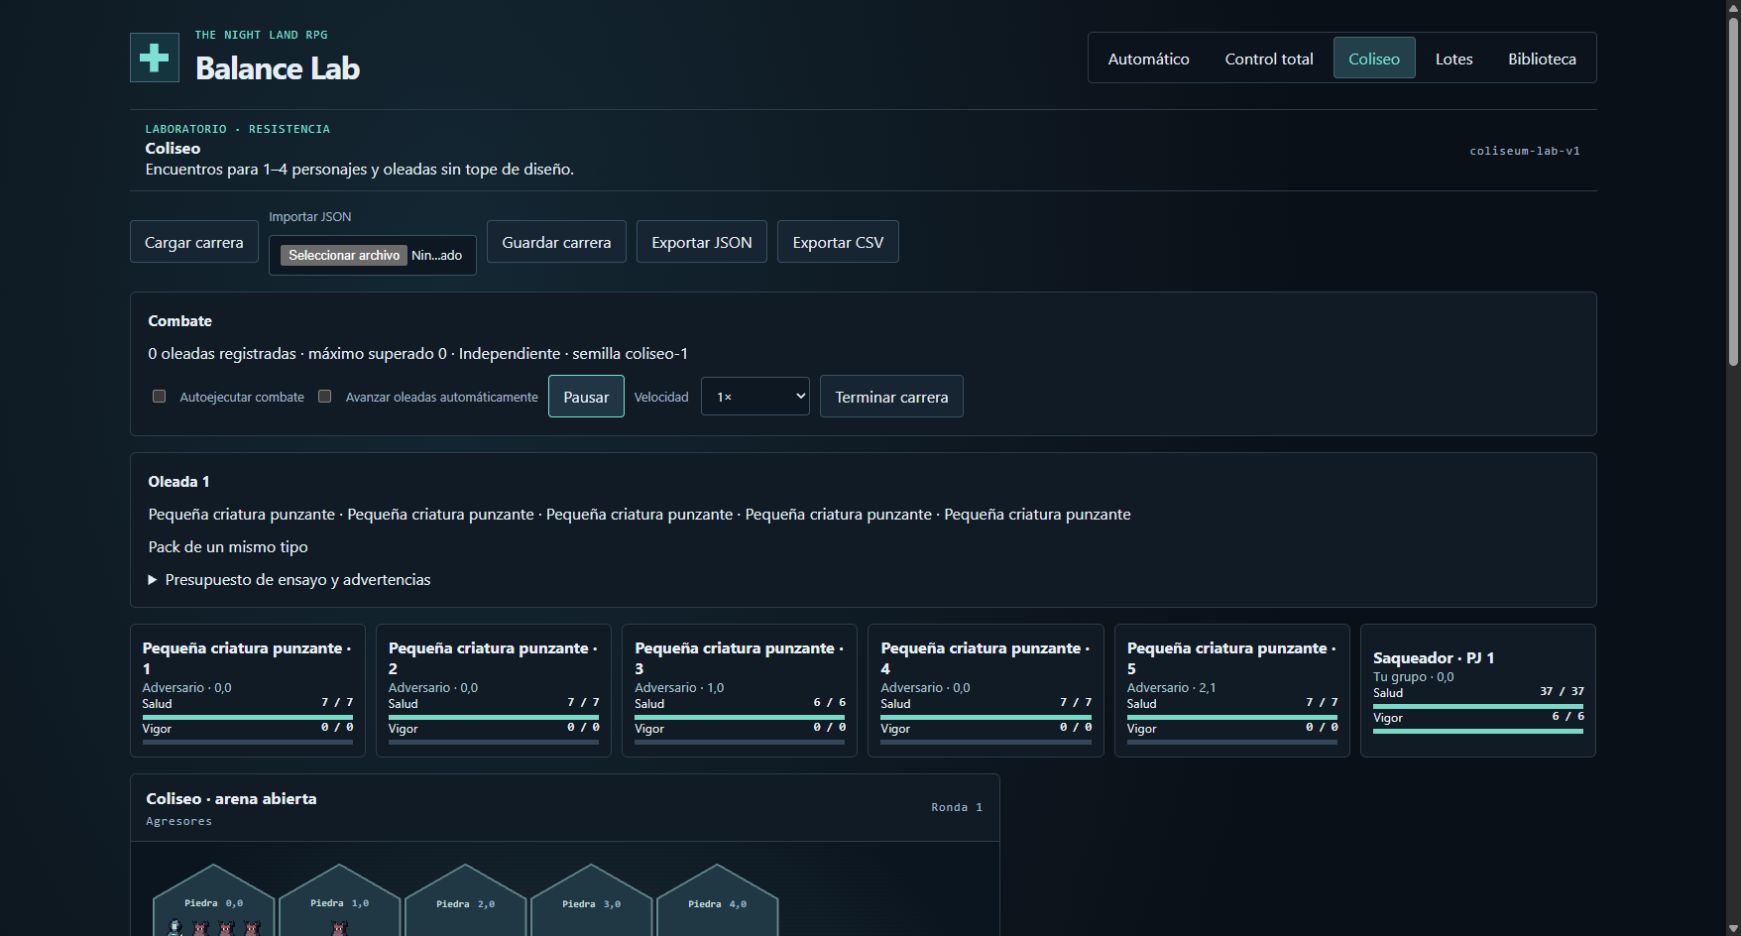 THE NIGHT LAND RPG
Balance Lab
Automático
Control total
Coliseo
Lotes
Biblioteca
LABORATORIO · RESISTENCIA
Coliseo
Encuentros para 1–4 personajes y oleadas sin tope de diseño.
coliseum-lab-v1
Cargar carrera
Importar JSON
Seleccionar archivo Nin...ado
Guardar carrera
Exportar JSON
Exportar CSV
Combate
0 oleadas registradas · máximo superado 0 · Independiente · semilla coliseo-1
Autoejecutar combate
Avanzar oleadas automáticamente
Pausar
Velocidad
1×
Terminar carrera
Oleada 1
Pequeña criatura punzante · Pequeña criatura punzante · Pequeña criatura punzante · Pequeña criatura punzante · Pequeña criatura punzante
Pack de un mismo tipo
Presupuesto de ensayo y advertencias
Pequeña criatura punzante ·
1
Adversario · 0,0
Salud 7 / 7
Vigor 0 / 0
Pequeña criatura punzante ·
2
Adversario · 0,0
Salud 7 / 7
Vigor 0 / 0
Pequeña criatura punzante ·
3
Adversario · 1,0
Salud 6 / 6
Vigor 0 / 0
Pequeña criatura punzante ·
4
Adversario · 0,0
Salud 7 / 7
Vigor 0 / 0
Pequeña criatura punzante ·
5
Adversario · 2,1
Salud 7 / 7
Vigor 0 / 0
Saqueador · PJ 1
Tu grupo · 0,0
Salud 37 / 37
Vigor 6 / 6
Coliseo · arena abierta
Agresores
Ronda 1
Piedra 0,0
Piedra 1,0
Piedra 2,0
Piedra 3,0
Piedra 4,0